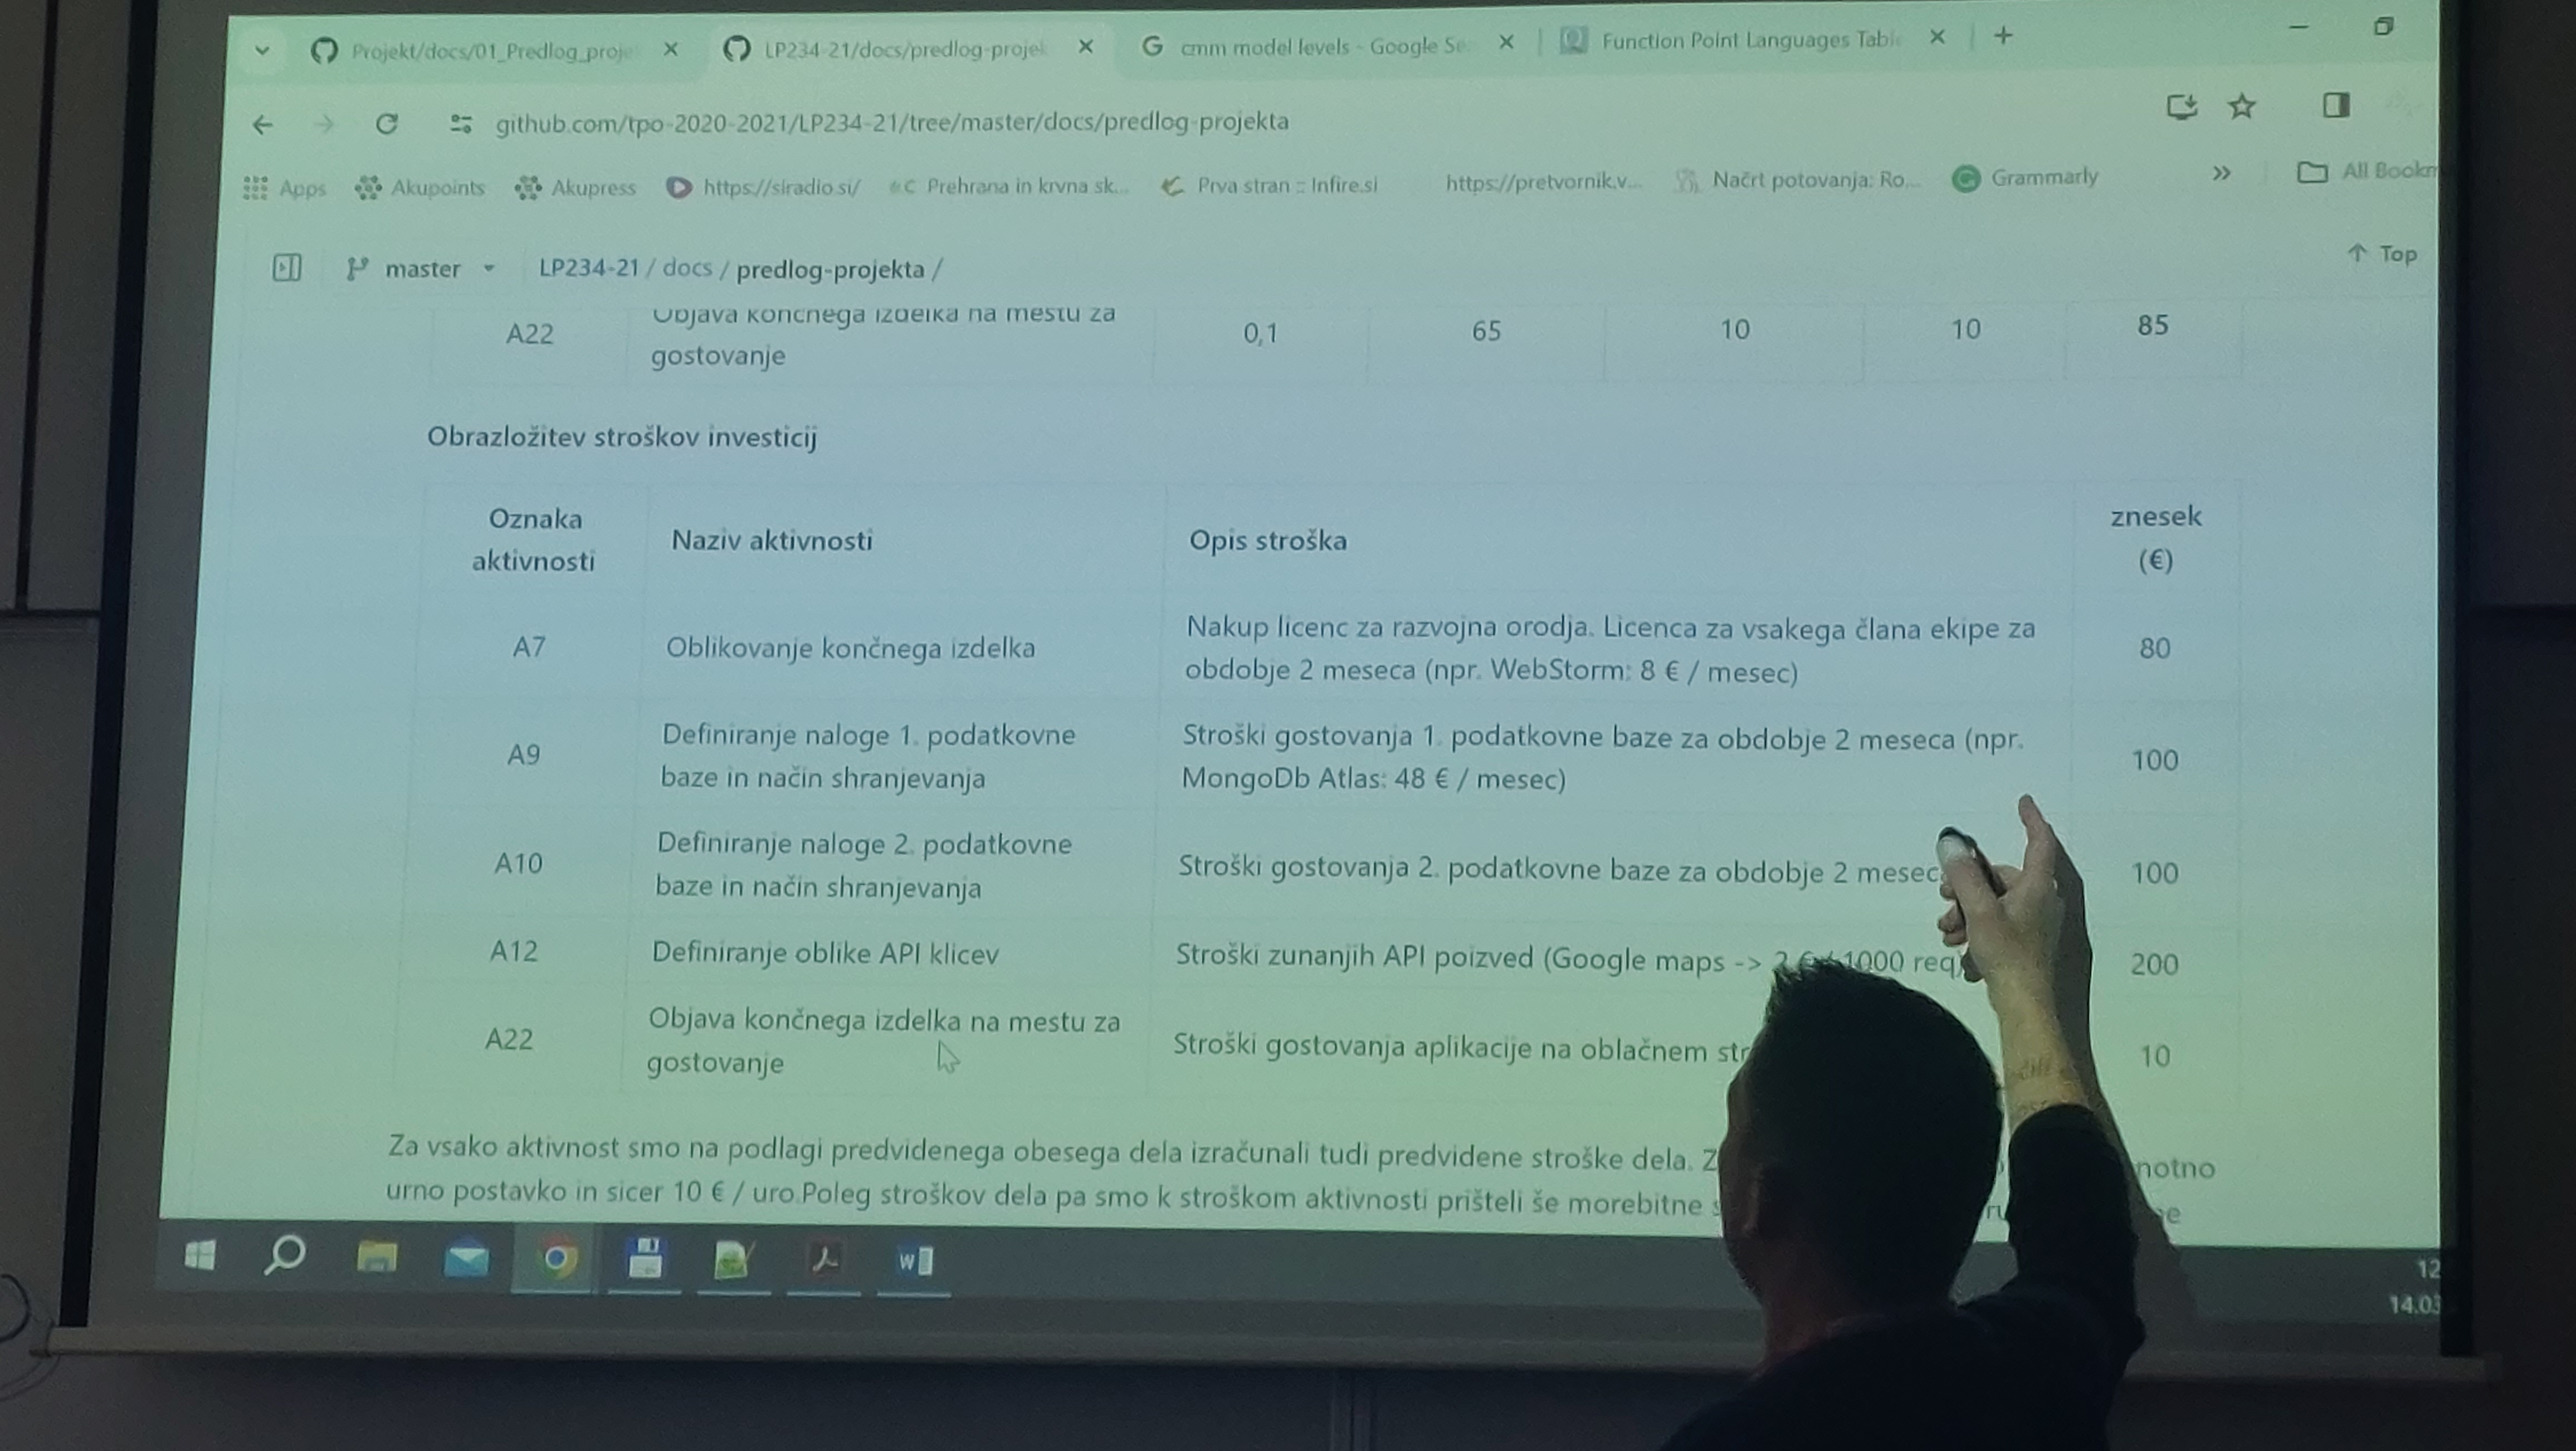 Projekt/docs/01_Predlog_proje
LP234-21/docs/predlog-projek
cmm model levels - Google Se
Function Point Languages Tabl
github.com/tpo-2020-2021/LP234-21/tree/master/docs/predlog-projekta
Apps
Akupoints
Akupress
https://siradio.si/
Prehrana in krvna sk...
Prva stran :: Infire.si
https://pretvornik.v...
Načrt potovanja: Ro...
Grammarly
All Bookm
master
LP234-21 / docs / predlog-projekta /
Top
A22
Objava končnega izdelka na mestu za
gostovanje
0,1
65
10
10
85
Obrazložitev stroškov investicij
Oznaka
aktivnosti
Naziv aktivnosti
Opis stroška
znesek
(€)
A7
Oblikovanje končnega izdelka
Nakup licenc za razvojna orodja. Licenca za vsakega člana ekipe za
obdobje 2 meseca (npr. WebStorm: 8 € / mesec)
80
A9
Definiranje naloge 1. podatkovne
baze in način shranjevanja
Stroški gostovanja 1. podatkovne baze za obdobje 2 meseca (npr.
MongoDb Atlas: 48 € / mesec)
100
A10
Definiranje naloge 2. podatkovne
baze in način shranjevanja
Stroški gostovanja 2. podatkovne baze za obdobje 2 mesec
100
A12
Definiranje oblike API klicev
Stroški zunanjih API poizved (Google maps -> 2 € / 1000 req)
200
A22
Objava končnega izdelka na mestu za
gostovanje
Stroški gostovanja aplikacije na oblačnem str
10
Za vsako aktivnost smo na podlagi predvidenega obesega dela izračunali tudi predvidene stroške dela. Z notno
urno postavko in sicer 10 € / uro.Poleg stroškov dela pa smo k stroškom aktivnosti prišteli še morebitne
12
14.03